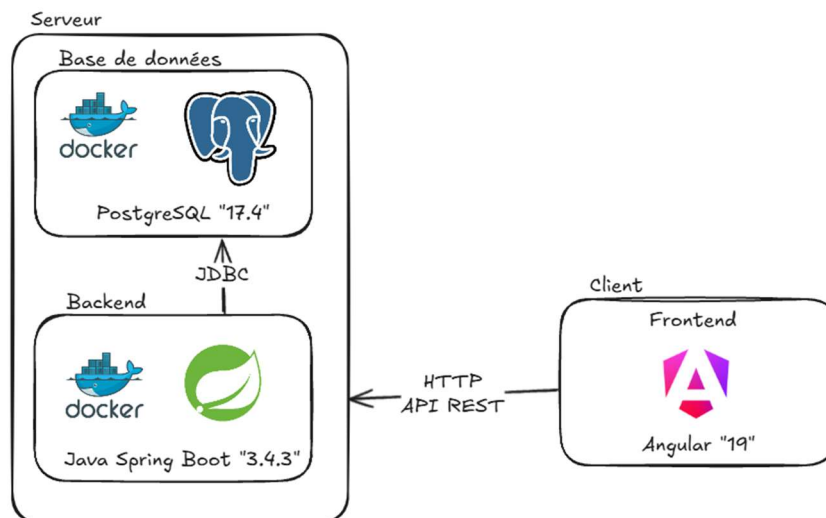 Serveur
Base de données
docker
PostgreSQL "17.4"
JDBC
Backend
docker
Java Spring Boot "3.4.3"
HTTP
API REST
Client
Frontend
Angular "19"